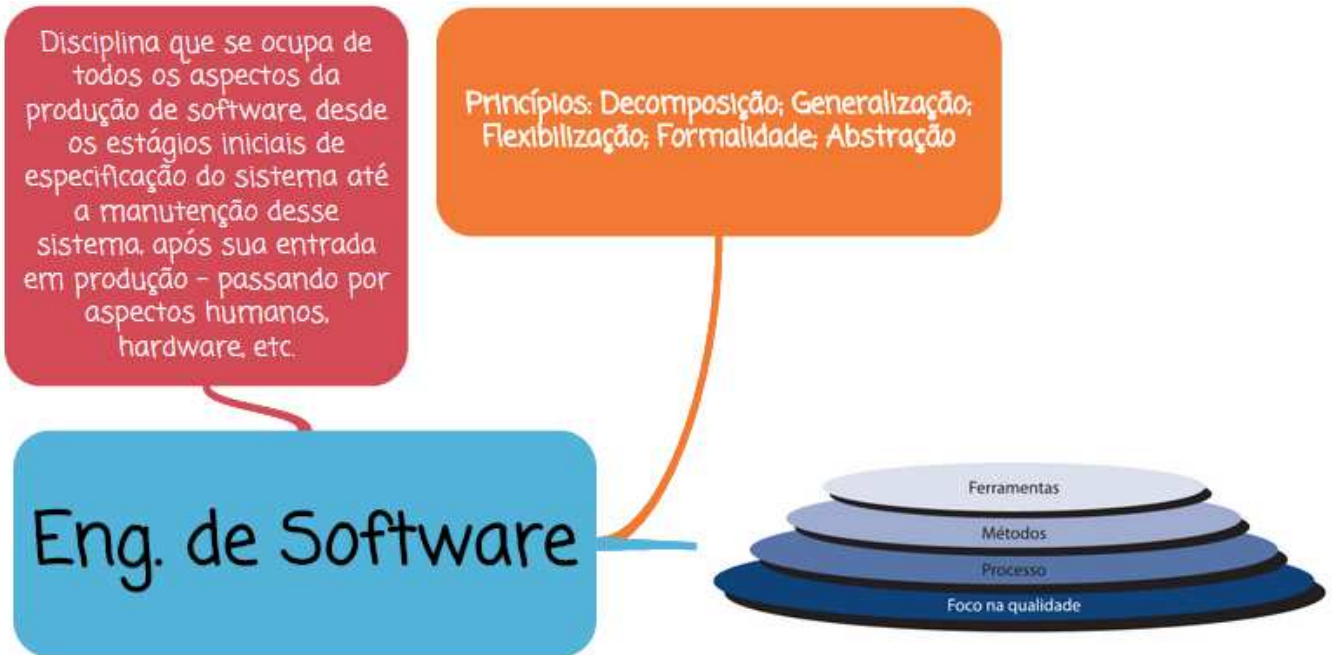 Disciplina que se ocupa de
todos os aspectos da
produção de software, desde
os estágios iniciais de
especificação do sistema até
a manutenção desse
sistema, após sua entrada
em produção - passando por
aspectos humanos,
hardware, etc.
Princípios: Decomposição; Generalização;
Flexibilização; Formalidade; Abstração
Eng. de Software
Ferramentas
Métodos
Processo
Foco na qualidade